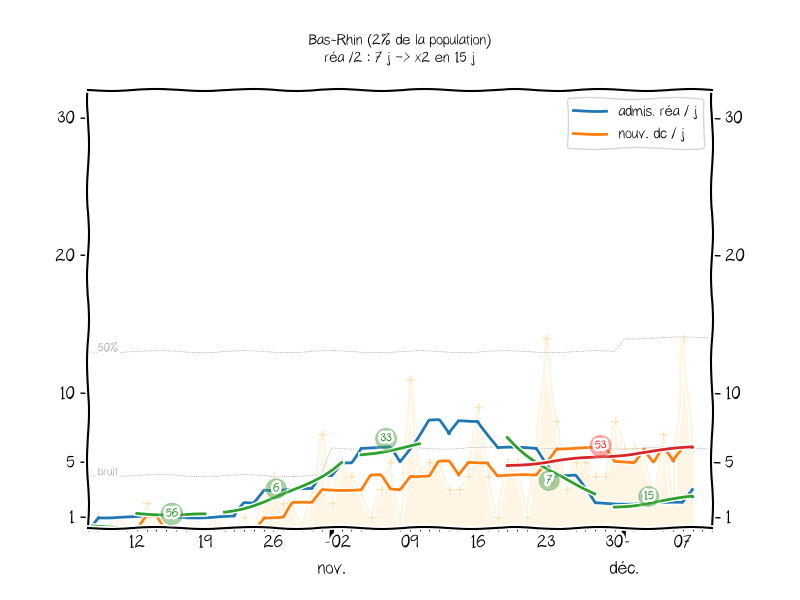 Bas-Rhin (2% de la population)
réa /2 : 7 j -> x2 en 15 j
admis. réa / j
nouv. dc / j
30
30
20
20
50%
10
10
33
53
5
5
bruit
6
7
15
56
1
1
12 19 26 02 09 16 23 30 07
nov. déc.